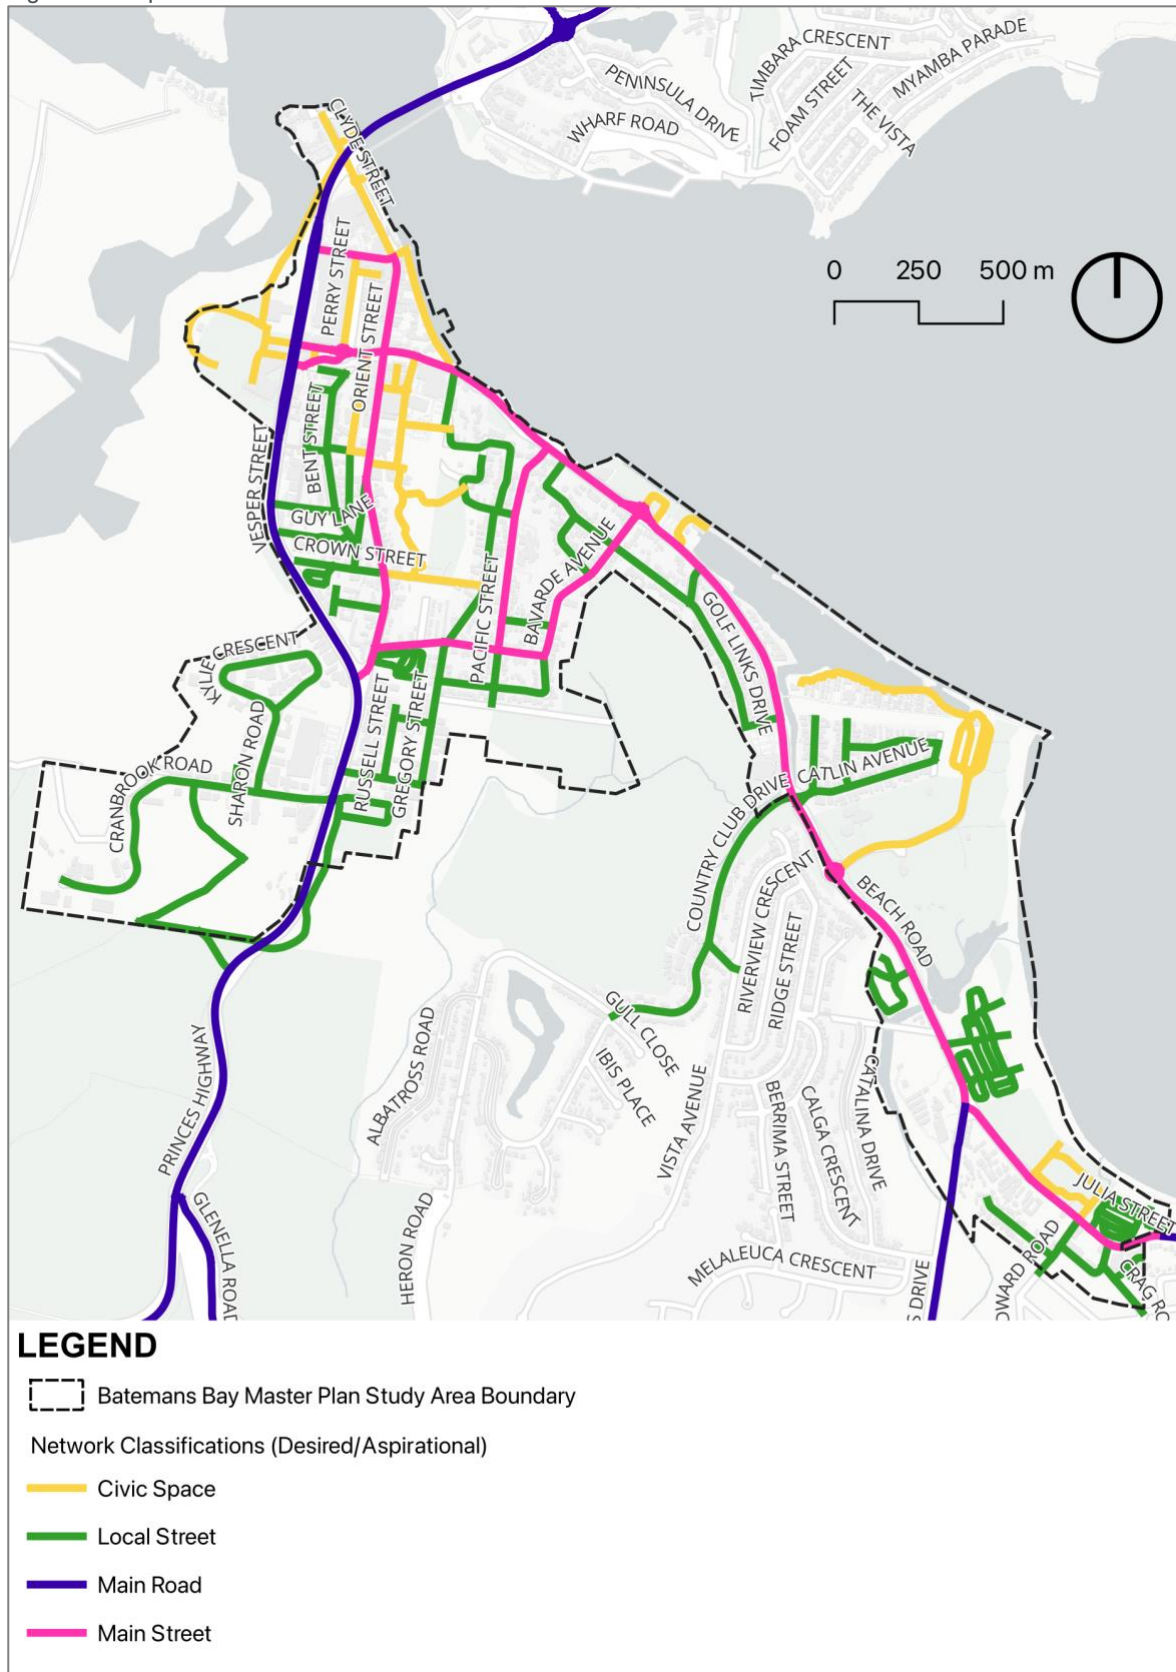 TIMBARA CRESCENT
MYAMBA PARADE
PENINSULA DRIVE
FOAM STREET
THE VISTA
WHARF ROAD
CLYDE STREET
0 250 500 m
PERRY STREET
ORIENT STREET
BENT STREET
VESPER STREET
GUY LANE
CROWN STREET
PACIFIC STREET
BAVARDE AVENUE
GOLF LINKS DRIVE
KYLIE CRESCENT
SHARON ROAD
CRANBROOK ROAD
RUSSELL STREET
GREGORY STREET
CATLIN AVENUE
COUNTRY CLUB DRIVE
RIVERVIEW CRESCENT
RIDGE STREET
BEACH ROAD
GULL CLOSE
IBIS PLACE
ALBATROSS ROAD
PRINCES HIGHWAY
VISTA AVENUE
BERRIMA STREET
CALGA CRESCENT
CATALINA DRIVE
GLENELLA ROAD
HERON ROAD
MELALEUCA CRESCENT
S DRIVE
OWARD ROAD
JULIA STREET
CRAG RO
LEGEND
Batemans Bay Master Plan Study Area Boundary
Network Classifications (Desired/Aspirational)
Civic Space
Local Street
Main Road
Main Street